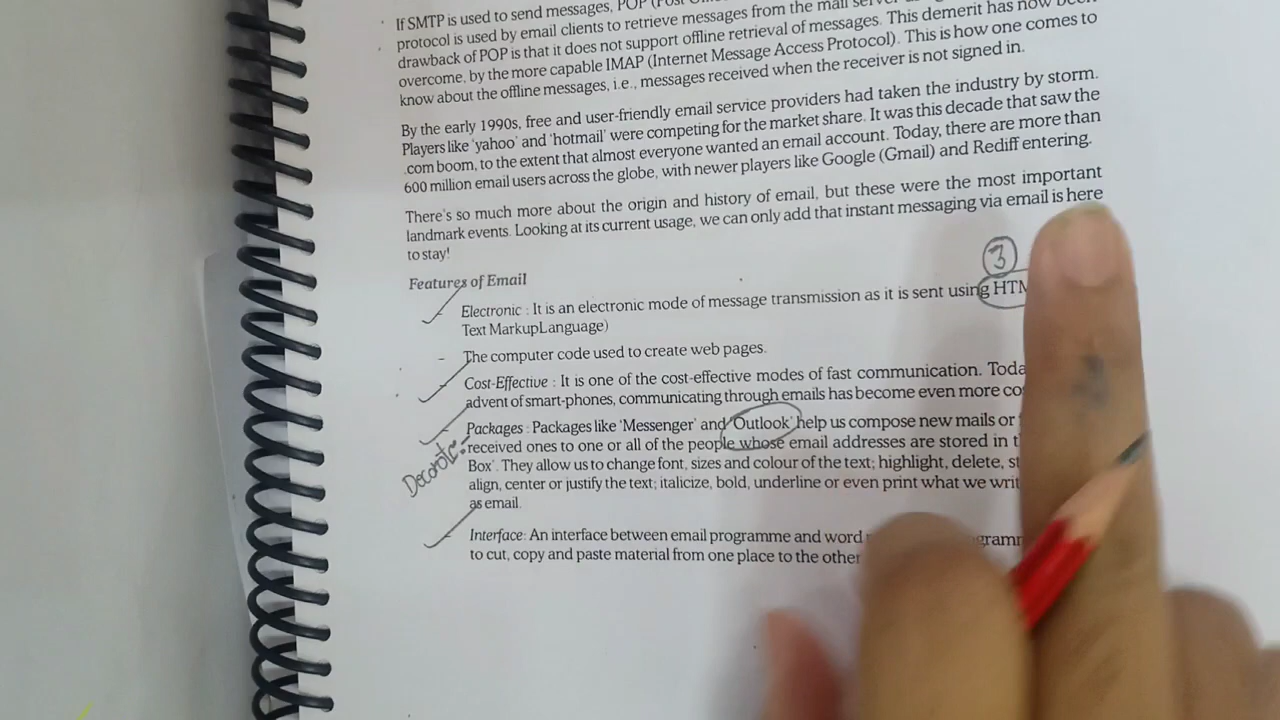 If SMTP is used to send messages, POP
protocol is used by email clients to retrieve messages from the mail
drawback of POP is that it does not support offline retrieval of messages. This demerit has now been
overcome, by the more capable IMAP (Internet Message Access Protocol). This is how one comes to
know about the offline messages, i.e., messages received when the receiver is not signed in.
By the early 1990s, free and user-friendly email service providers had taken the industry by storm.
Players like 'yahoo' and 'hotmail' were competing for the market share. It was this decade that saw the
.com boom, to the extent that almost everyone wanted an email account. Today, there are more than
600 million email users across the globe, with newer players like Google (Gmail) and Rediff entering.
There's so much more about the origin and history of email, but these were the most important
landmark events. Looking at its current usage, we can only add that instant messaging via email is here
to stay!
3
Features of Email
Electronic : It is an electronic mode of message transmission as it is sent using
Text MarkupLanguage)
- The computer code used to create web pages.
Cost-Effective : It is one of the cost-effective modes of fast communication.
advent of smart-phones, communicating through emails has become even more
Packages : Packages like 'Messenger' and 'Outlook' help us compose new mails or
received ones to one or all of the people whose email addresses are stored in
Box'. They allow us to change font, sizes and colour of the text; highlight, delete,
align, center or justify the text; italicize, bold, underline or even print what we
as email.
Interface: An interface between email programme and word
to cut, copy and paste material from one place to the other